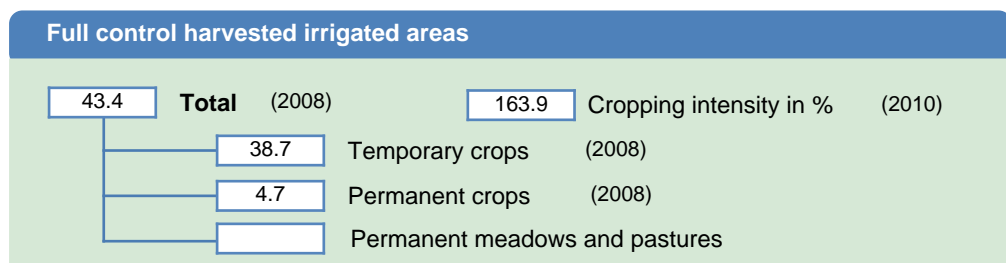 Full control harvested irrigated areas
43.4 Total (2008) 163.9 Cropping intensity in % (2010)
38.7 Temporary crops (2008)
4.7 Permanent crops (2008)
Permanent meadows and pastures